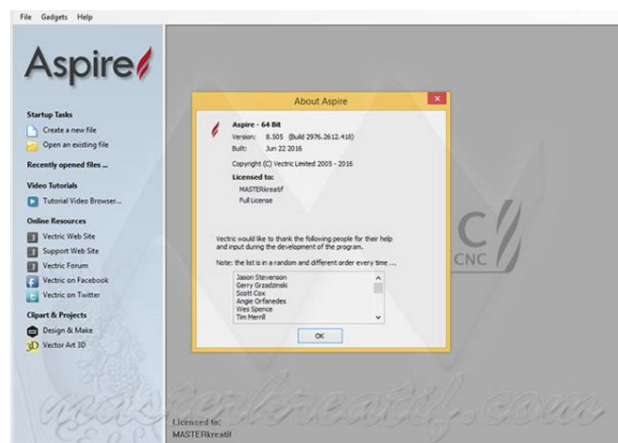 File Gadgets Help
Aspire
Startup Tasks
Create a new file
Open an existing file
Recently opened files ...
Video Tutorials
Tutorial Video Browser...
Online Resources
Vectric Web Site
Support Web Site
Vectric Forum
Vectric on Facebook
Vectric on Twitter
Clipart & Projects
Design & Make
3D Vector Art 3D
About Aspire
Aspire - 64 Bit
Version: 8.505 (Build 2976.2612.418)
Built: Jun 22 2016
Copyright (C) Vectric Limited 2005 - 2016
Licensed to:
MASTERkreatif
Full License
Vectric would like to thank the following people for their help
and input during the development of the program.
Note: the list is in a random and different order every time ...
Jason Stevenson
Gerry Grzadzinski
Scott Cox
Angie Orfanedes
Wes Spence
Tim Merrill
OK
C
CNC
masterkreatif.com
Licensed to:
MASTERkreatif